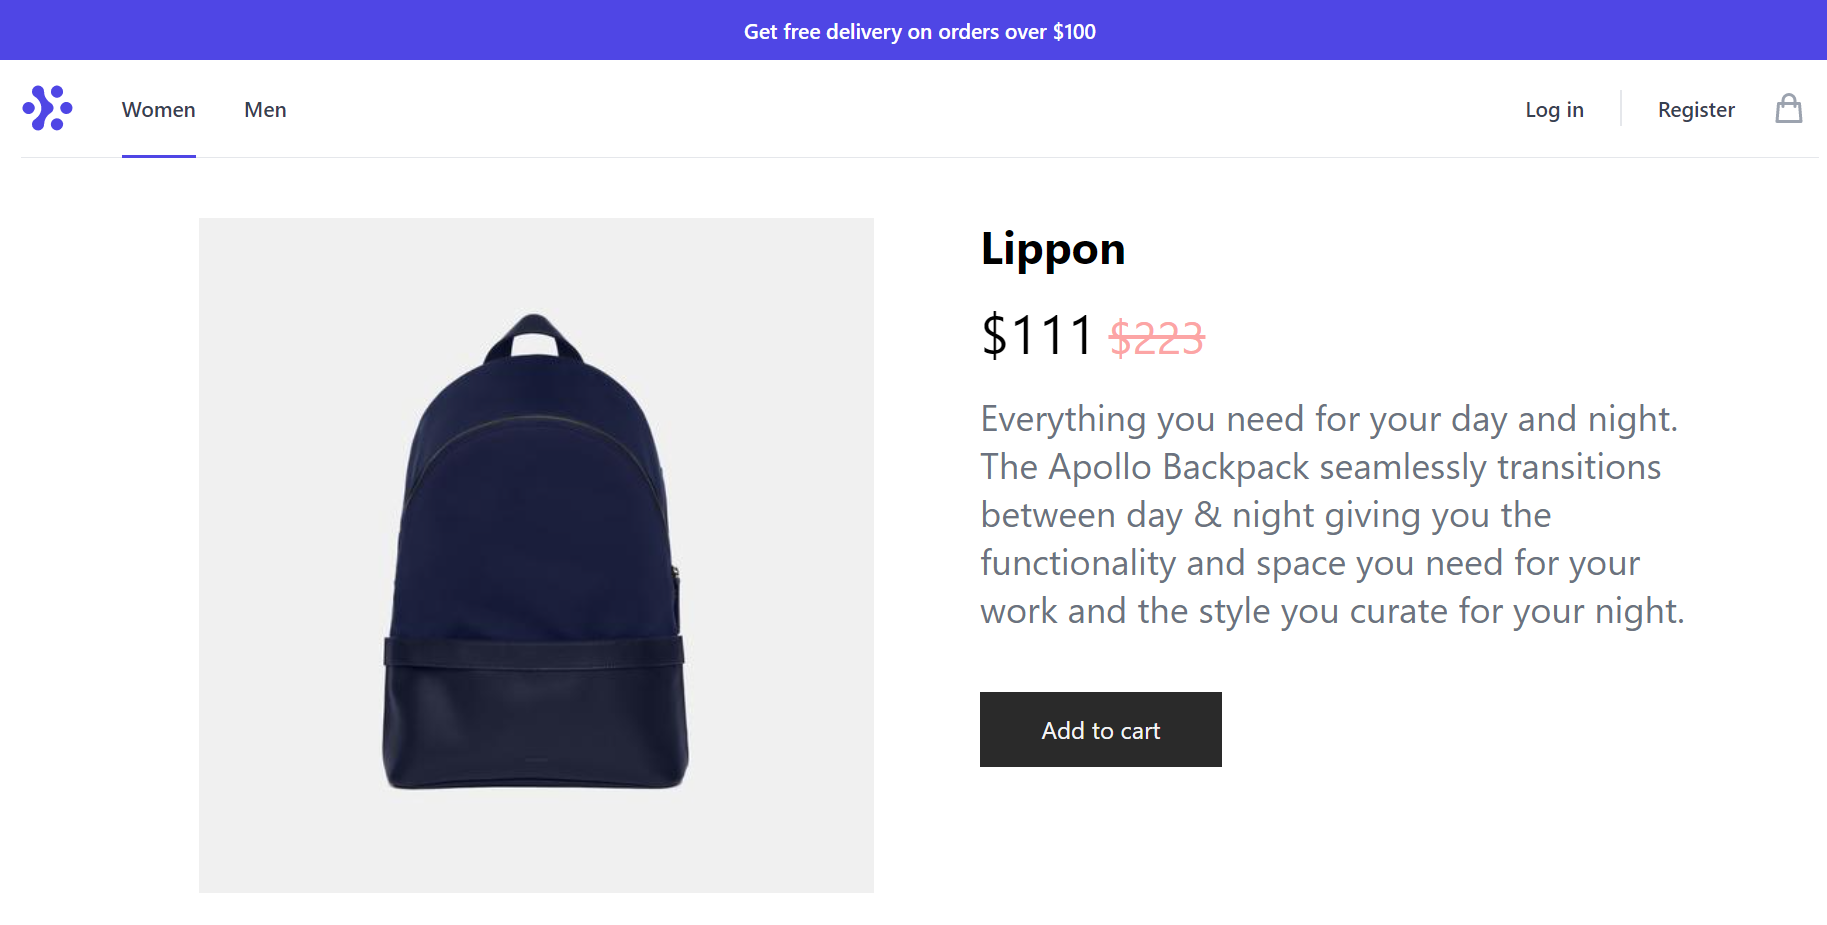 Get free delivery on orders over $100
Women Men Log in Register
Lippon
$111 $223
Everything you need for your day and night.
The Apollo Backpack seamlessly transitions
between day & night giving you the
functionality and space you need for your
work and the style you curate for your night.
Add to cart